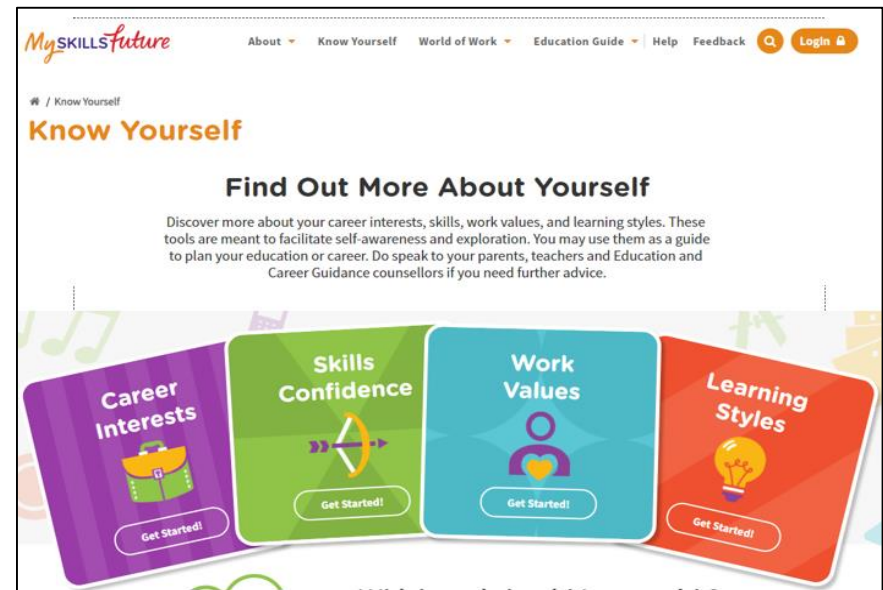 MySKILLSfuture
About
Know Yourself
World of Work
Education Guide
Help
Feedback
Login
/ Know Yourself
Know Yourself
Find Out More About Yourself
Discover more about your career interests, skills, work values, and learning styles. These
tools are meant to facilitate self-awareness and exploration. You may use them as a guide
to plan your education or career. Do speak to your parents, teachers and Education and
Career Guidance counsellors if you need further advice.
Career
Interests
Get Started!
Skills
Confidence
Get Started!
Work
Values
Get Started!
Learning
Styles
Get Started!